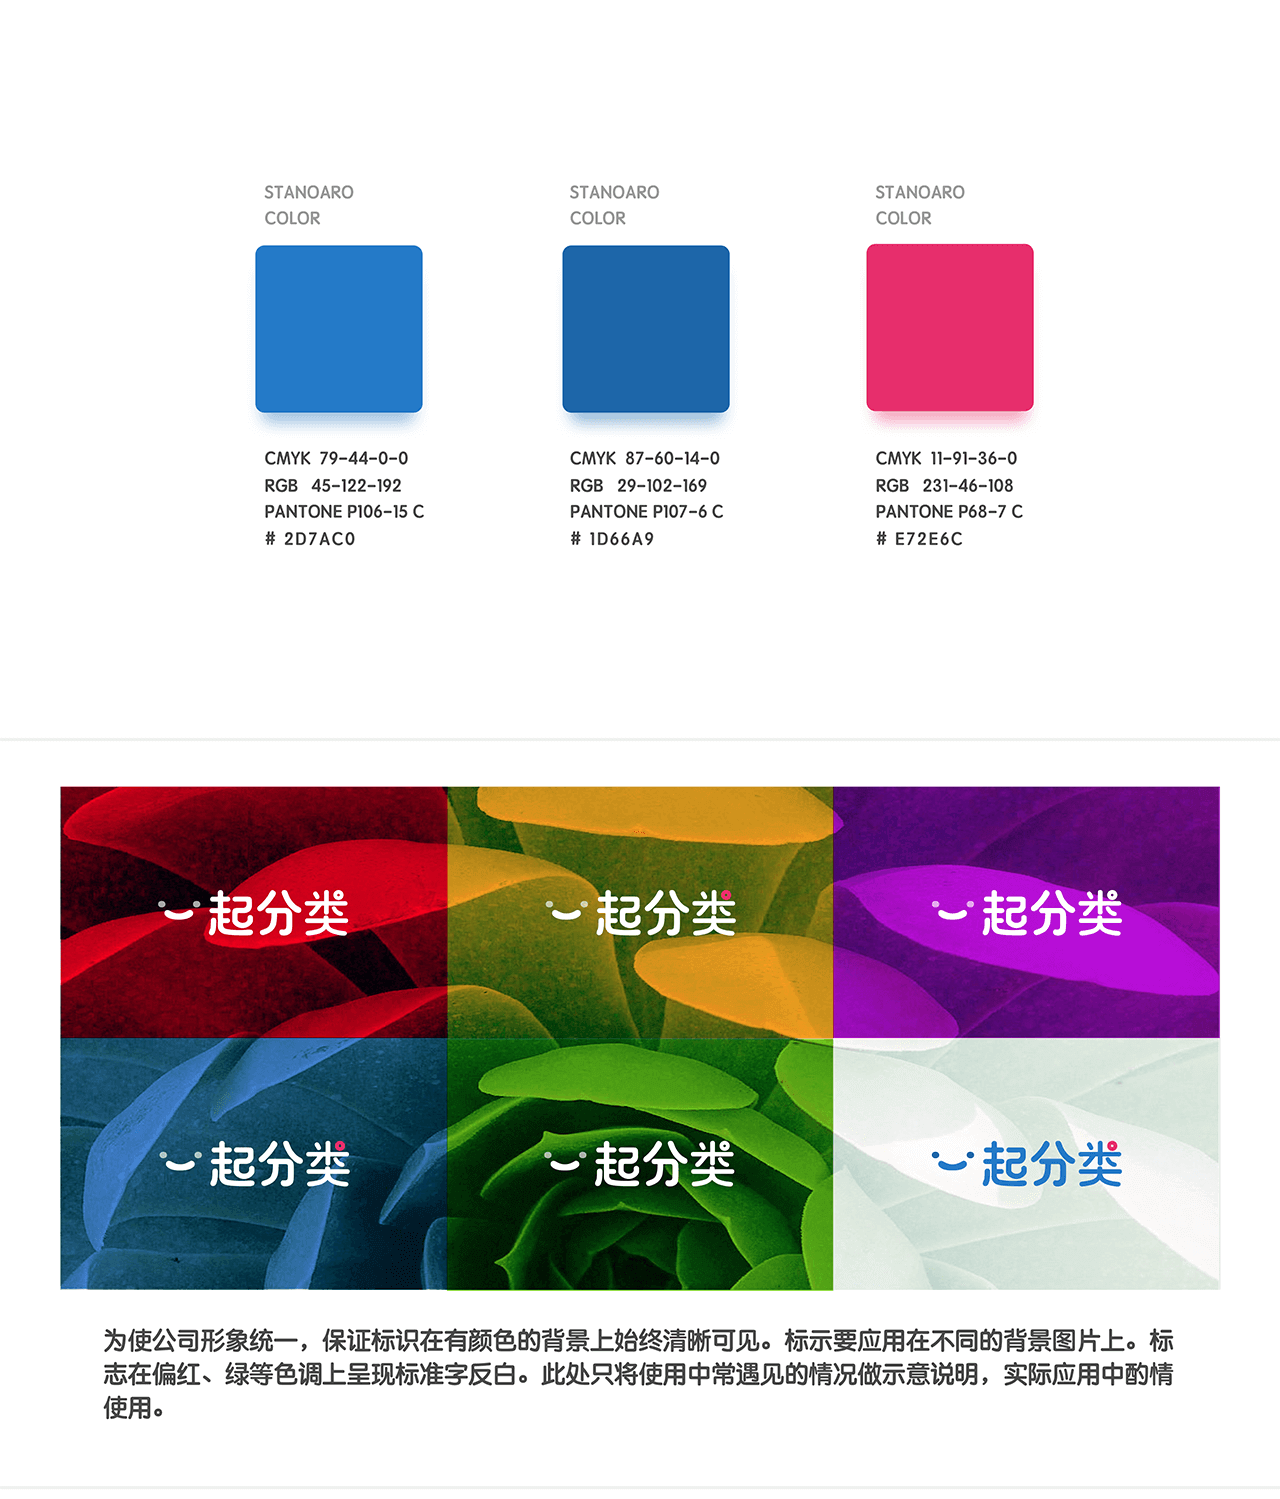 STANOARO
COLOR
STANOARO
COLOR
STANOARO
COLOR
CMYK 79-44-0-0
RGB 45-122-192
PANTONE P106-15 C
# 2D7AC0
CMYK 87-60-14-0
RGB 29-102-169
PANTONE P107-6 C
# 1D66A9
CMYK 11-91-36-0
RGB 231-46-108
PANTONE P68-7 C
# E72E6C
起分类
起分类
起分类
起分类
起分类
起分类
为使公司形象统一，保证标识在有颜色的背景上始终清晰可见。标示要应用在不同的背景图片上。标
志在偏红、绿等色调上呈现标准字反白。此处只将使用中常遇见的情况做示意说明，实际应用中酌情
使用。